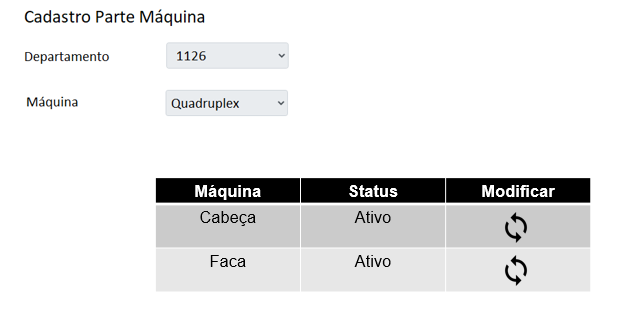 Cadastro Parte Máquina
Departamento 1126
Máquina Quadruplex
Máquina Status Modificar
Cabeça Ativo
Faca Ativo